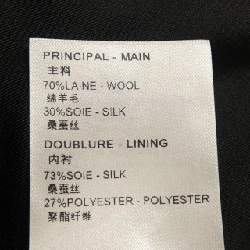 PRINCIPAL - MAIN
主料
70%LAINE - WOOL
绵羊毛
30%SOIE - SILK
桑蚕丝
DOUBLURE - LINING
内衬
73%SOIE - SILK
桑蚕丝
27%POLYESTER - POLYESTER
聚酯纤维